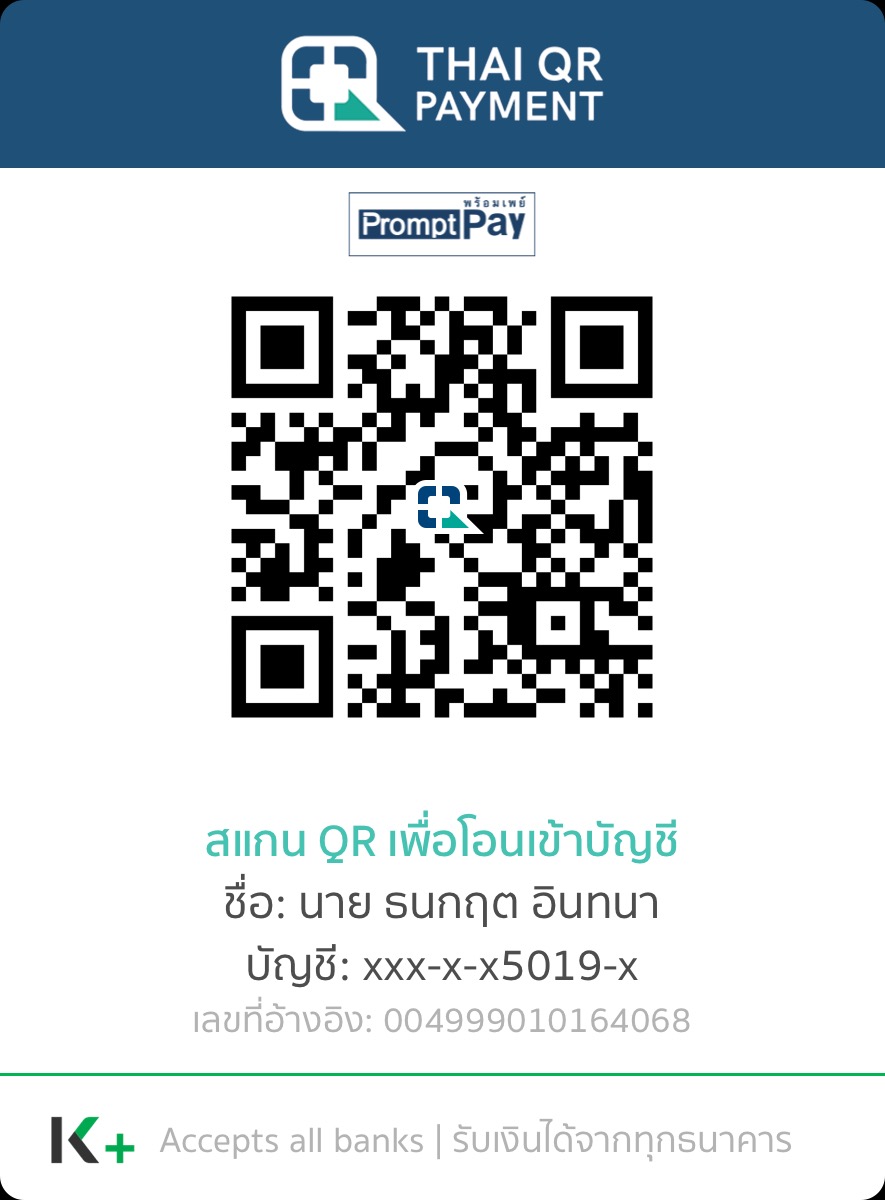 THAI QR
PAYMENT
พร้อมเพย์
PromptPay
สแกน QR เพื่อโอนเข้าบัญชี
ชื่อ: นาย ธนกฤต อินทนา
บัญชี: xxx-x-x5019-x
เลขที่อ้างอิง: 004999010164068
K+ Accepts all banks | รับเงินได้จากทุกธนาคาร